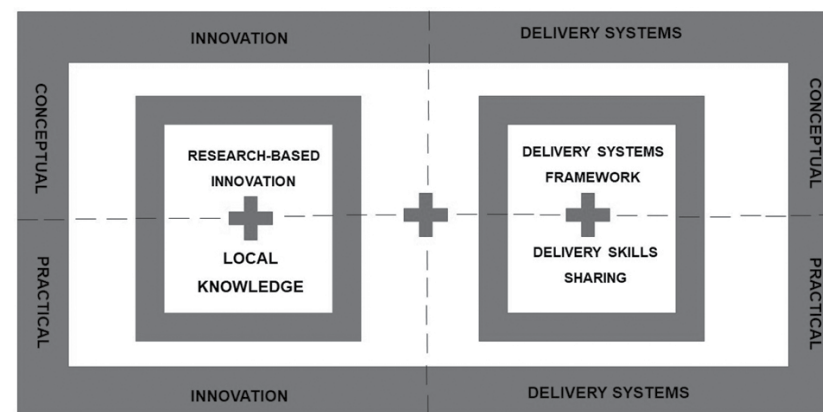 INNOVATION
DELIVERY SYSTEMS
CONCEPTUAL
CONCEPTUAL
RESEARCH-BASED
INNOVATION
DELIVERY SYSTEMS
FRAMEWORK
LOCAL
KNOWLEDGE
DELIVERY SKILLS
SHARING
PRACTICAL
PRACTICAL
INNOVATION
DELIVERY SYSTEMS